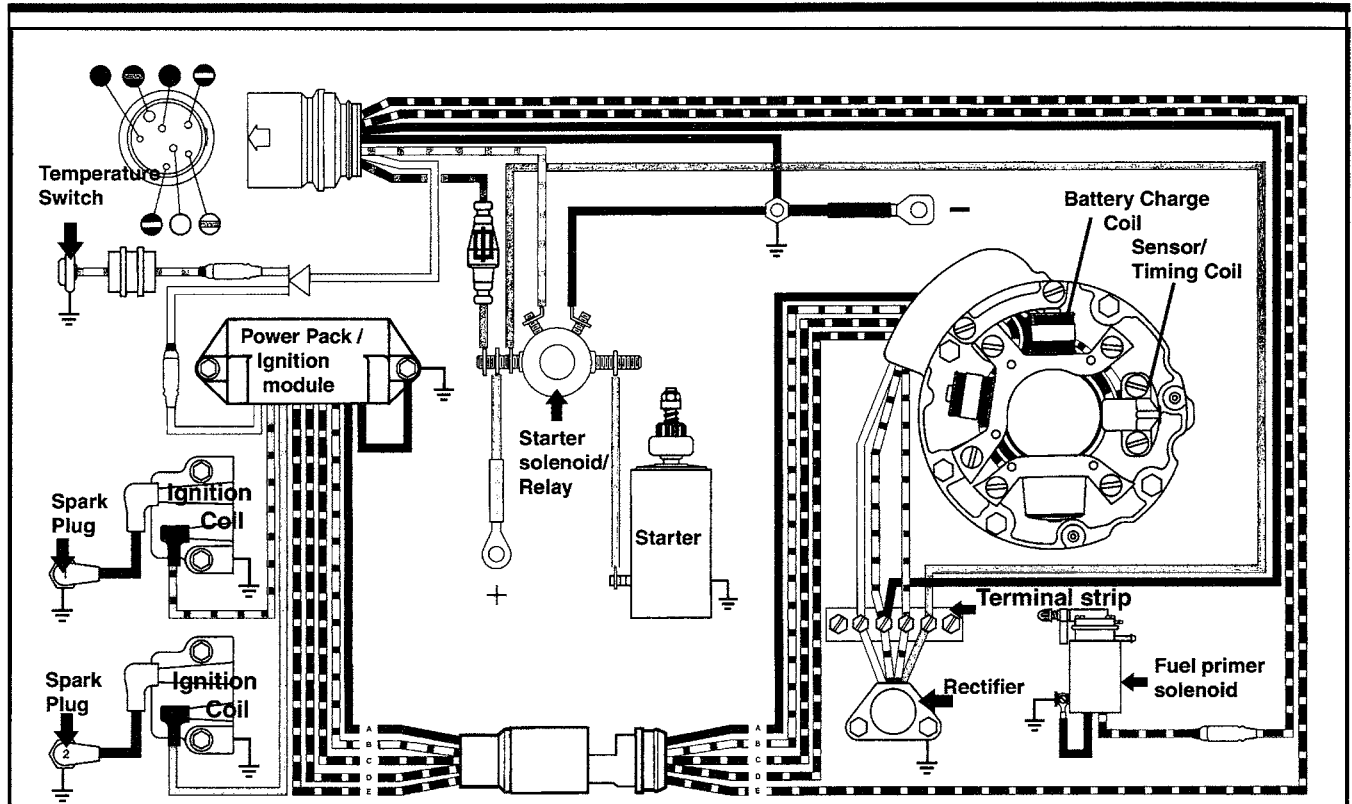 Temperature
Switch
Battery Charge
Coil
Sensor/
Timing Coil
Power Pack /
Ignition
module
Starter
solenoid/
Relay
Spark
Plug
Ignition
Coil
1
Starter
+
−
Terminal strip
Fuel primer
solenoid
Rectifier
Spark
Plug
Ignition
Coil
2
A
B
C
D
E
A
B
C
D
E